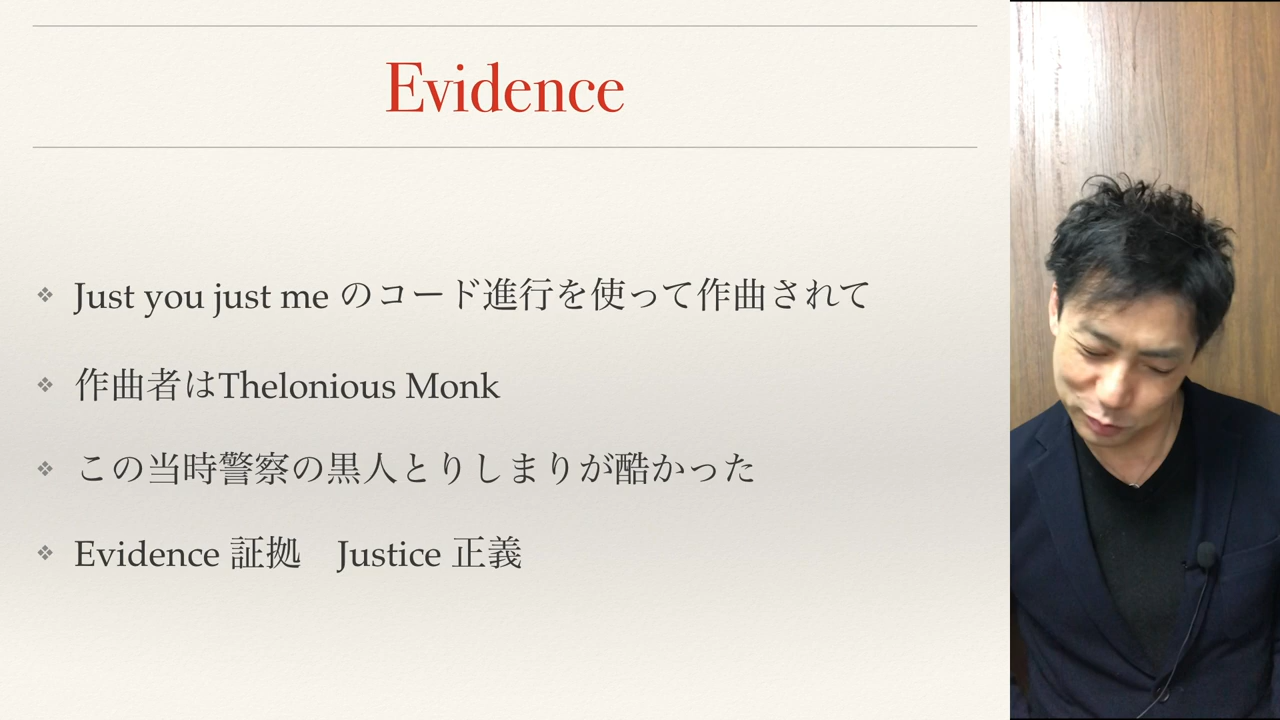 Evidence
Just you just me のコード進行を使って作曲されて
作曲者はThelonious Monk
この当時警察の黒人とりしまりが酷かった
Evidence 証拠　Justice 正義